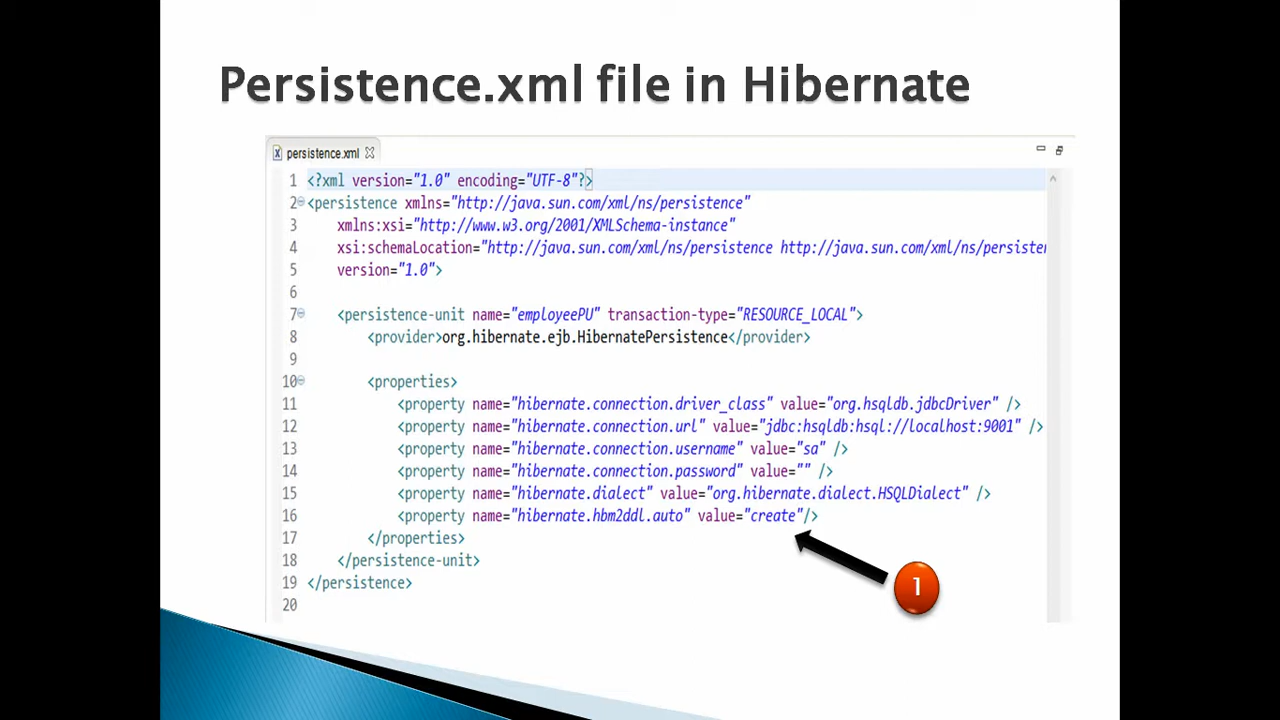 Persistence.xml file in Hibernate
persistence.xml
1 <?xml version="1.0" encoding="UTF-8"?>
2 <persistence xmlns="http://java.sun.com/xml/ns/persistence"
3 xmlns:xsi="http://www.w3.org/2001/XMLSchema-instance"
4 xsi:schemaLocation="http://java.sun.com/xml/ns/persistence http://java.sun.com/xml/ns/persister
5 version="1.0">
6
7 <persistence-unit name="employeePU" transaction-type="RESOURCE_LOCAL">
8 <provider>org.hibernate.ejb.HibernatePersistence</provider>
9
10 <properties>
11 <property name="hibernate.connection.driver_class" value="org.hsqldb.jdbcDriver" />
12 <property name="hibernate.connection.url" value="jdbc:hsqldb:hsql://localhost:9001" />
13 <property name="hibernate.connection.username" value="sa" />
14 <property name="hibernate.connection.password" value="" />
15 <property name="hibernate.dialect" value="org.hibernate.dialect.HSQLDialect" />
16 <property name="hibernate.hbm2ddl.auto" value="create"/>
17 </properties>
18 </persistence-unit>
19 </persistence>
20
1